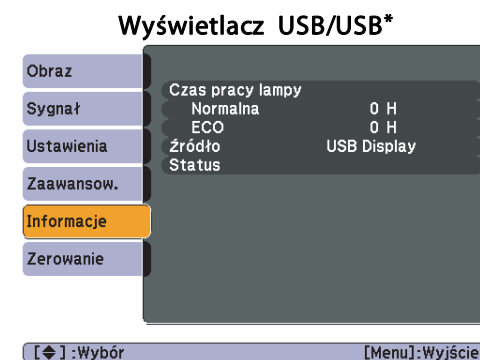 Wyświetlacz USB/USB*
Obraz
Sygnał
Ustawienia
Zaawansow.
Informacje
Zerowanie
Czas pracy lampy
Normalna 0 H
ECO 0 H
Źródło USB Display
Status
[◆] :Wybór [Menu]:Wyjście